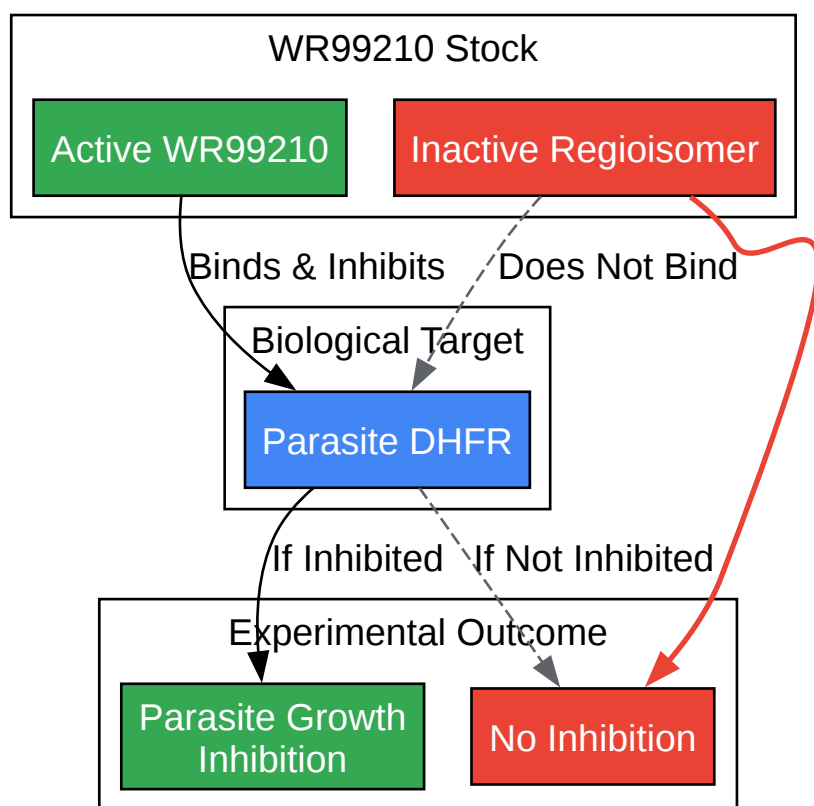 WR99210 Stock
Active WR99210
Inactive Regioisomer
Binds & Inhibits
Does Not Bind
Biological Target
Parasite DHFR
If Inhibited
If Not Inhibited
Experimental Outcome
Parasite Growth
Inhibition
No Inhibition